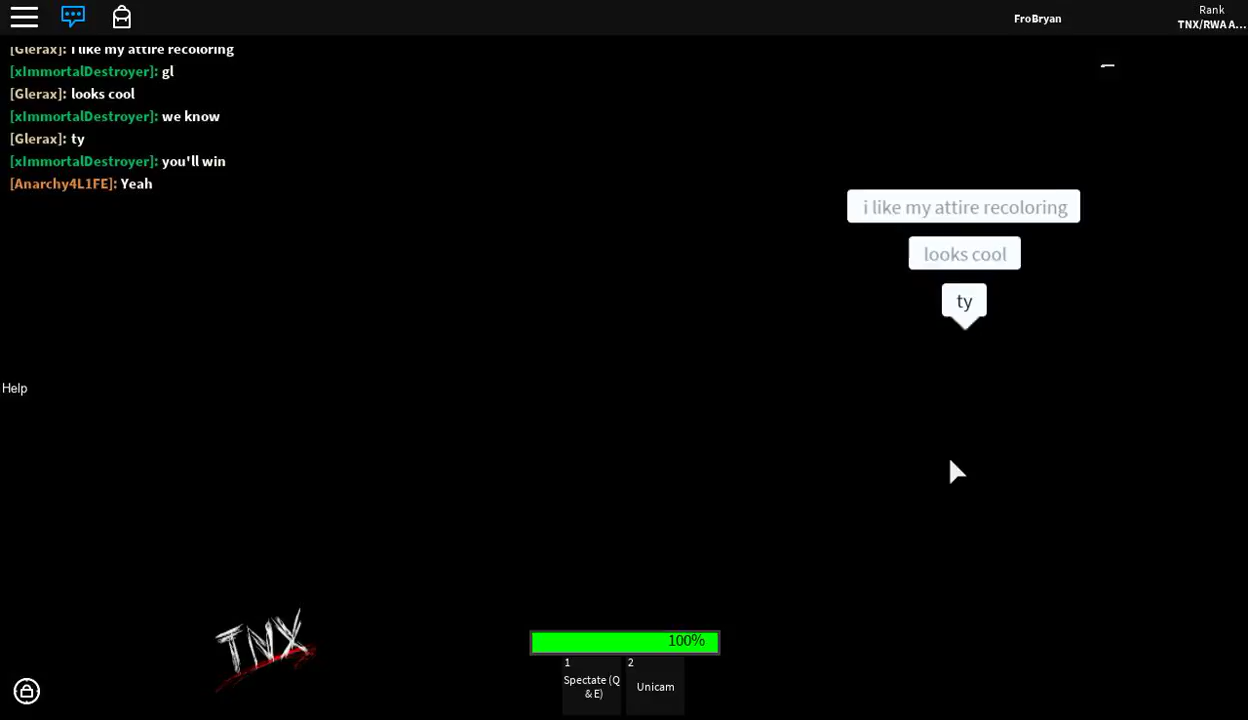 FroBryan
Rank
TNX/RWA A...
[Glerax]: i like my attire recoloring
[xImmortalDestroyer]: gl
[Glerax]: looks cool
[xImmortalDestroyer]: we know
[Glerax]: ty
[xImmortalDestroyer]: you'll win
[Anarchy4L1FE]: Yeah
i like my attire recoloring
looks cool
ty
Help
TNX
100%
1
Spectate (Q
& E)
2
Unicam